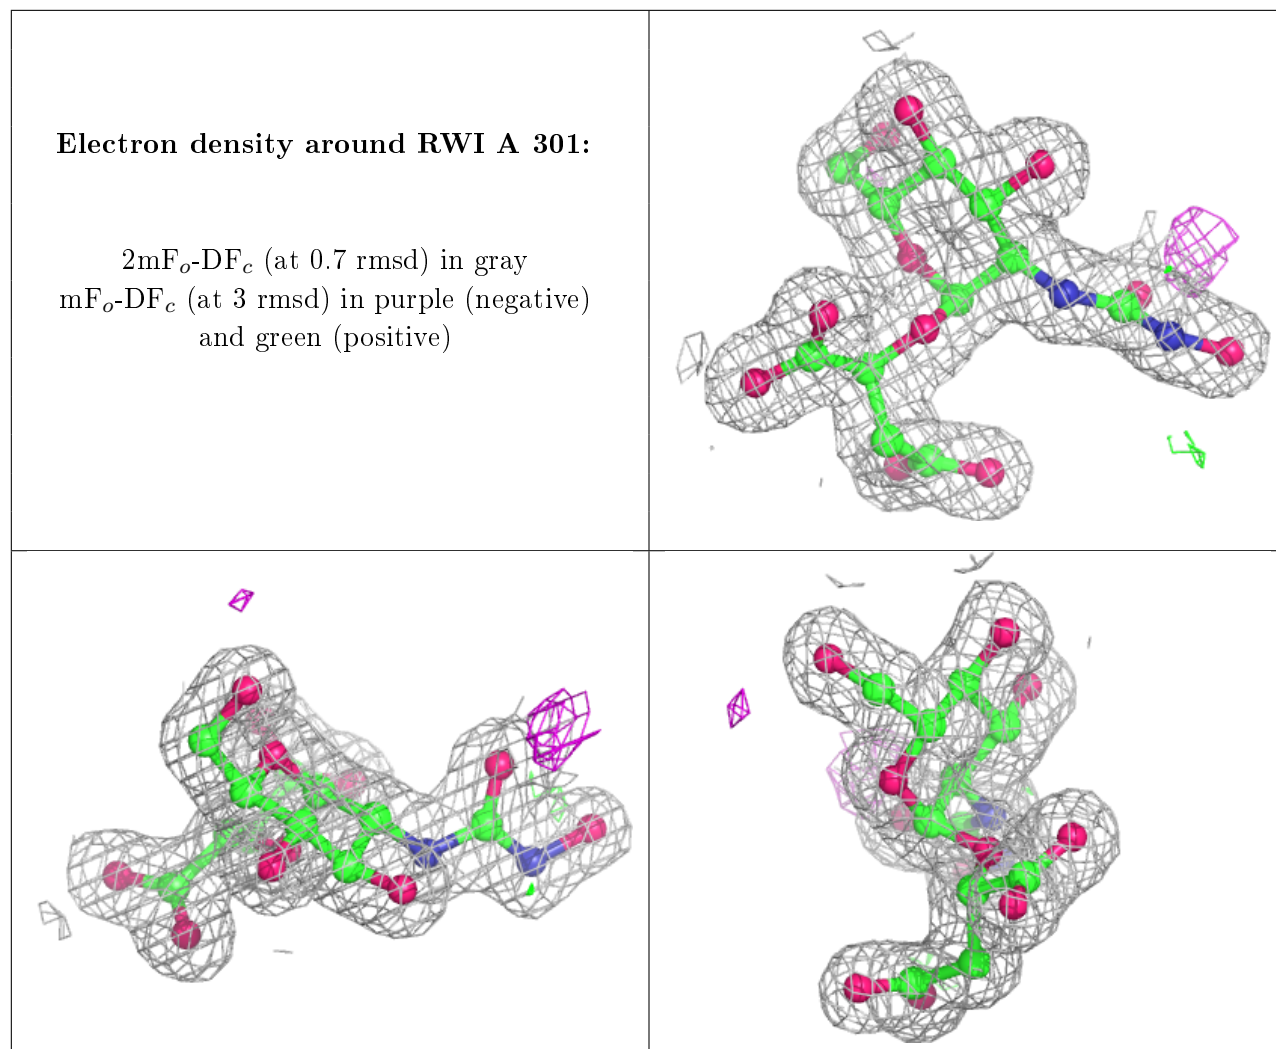 Electron density around RWI A 301:
2mFo-DFc (at 0.7 rmsd) in gray
mFo-DFc (at 3 rmsd) in purple (negative)
and green (positive)